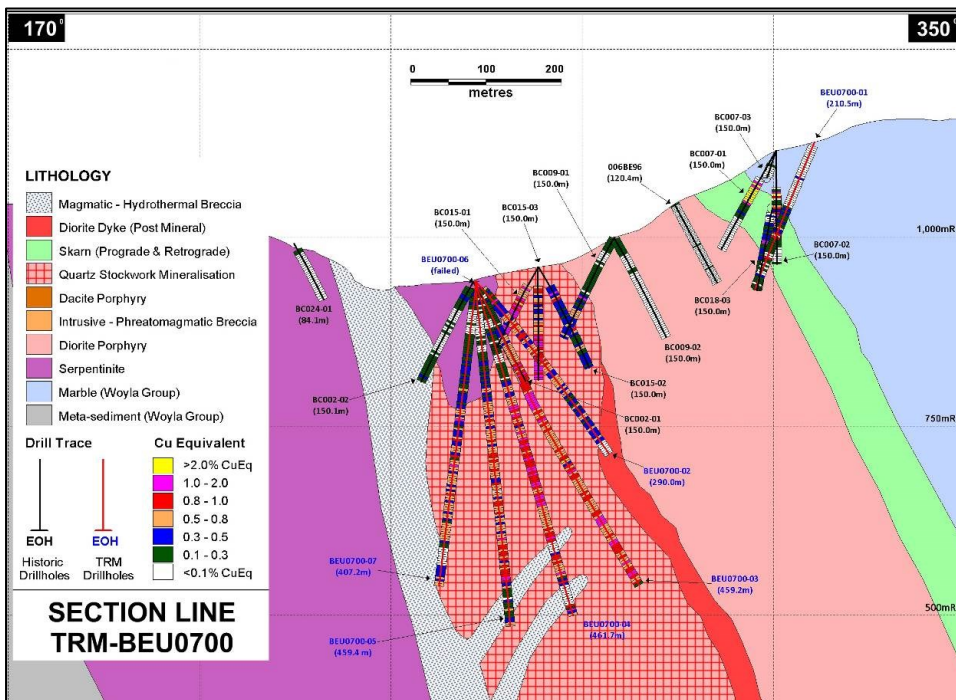 170°
350°
0 100 200
metres
BEU0700-01
(210.5m)
BC007-03
(150.0m)
BC007-01
(150.0m)
006BE96
(120.4m)
BC009-01
(150.0m)
BC015-03
(150.0m)
BC015-01
(150.0m)
BEU0700-06
(failed)
1,000mR
BC007-02
(150.0m)
BC018-03
(150.0m)
BC024-01
(84.1m)
BC009-02
(150.0m)
BC015-02
(150.0m)
BC002-02
(150.1m)
BC002-01
(150.0m)
750mR
BEU0700-02
(290.0m)
BEU0700-07
(407.2m)
BEU0700-03
(459.2m)
500mR
BEU0700-04
(461.7m)
BEU0700-05
(459.4 m)
LITHOLOGY
Magmatic - Hydrothermal Breccia
Diorite Dyke (Post Mineral)
Skarn (Prograde & Retrograde)
Quartz Stockwork Mineralisation
Dacite Porphyry
Intrusive - Phreatomagmatic Breccia
Diorite Porphyry
Serpentinite
Marble (Woyla Group)
Meta-sediment (Woyla Group)
Drill Trace
EOH
Historic
Drillholes
EOH
TRM
Drillholes
Cu Equivalent
>2.0% CuEq
1.0 - 2.0
0.8 - 1.0
0.5 - 0.8
0.3 - 0.5
0.1 - 0.3
<0.1% CuEq
SECTION LINE
TRM-BEU0700